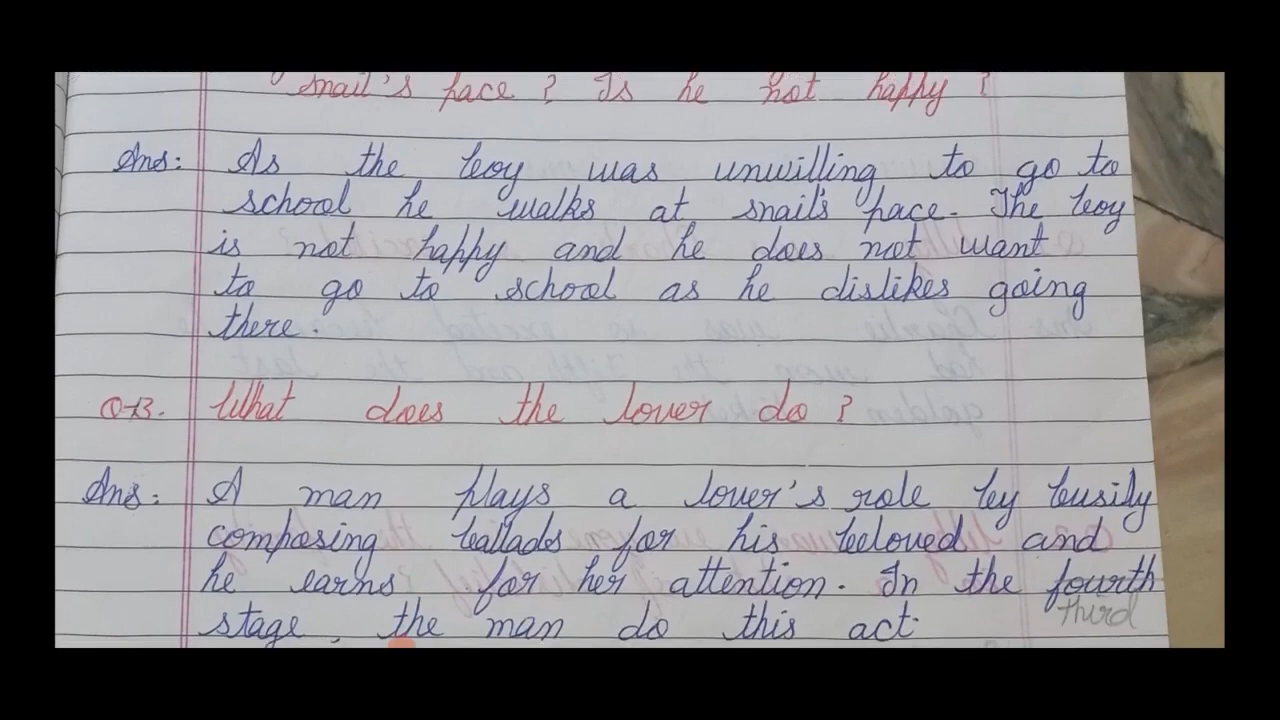 snail's pace ? Is he not happy ?
Ans: As the boy was unwilling to go to
school he walks at snail's pace. The boy
is not happy and he does not want
to go to school as he dislikes going
there.
Q-13. What does the lover do ?
Ans: A man plays a lover's role by busily
composing ballads for his beloved and
he earns for her attention. In the fourth
third
stage, the man do this act.